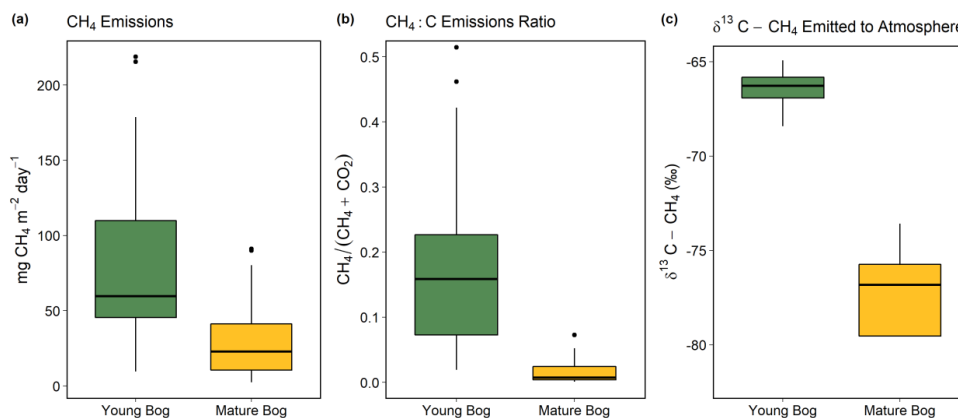 (a) CH₄ Emissions
mg CH₄ m⁻² day⁻¹
200
150
100
50
0
Young Bog Mature Bog
(b) CH₄ : C Emissions Ratio
CH₄/(CH₄ + CO₂)
0.5
0.4
0.3
0.2
0.1
0.0
Young Bog Mature Bog
(c) δ¹³ C − CH₄ Emitted to Atmosphere
δ¹³ C − CH₄ (‰)
-65
-70
-75
-80
Young Bog Mature Bog